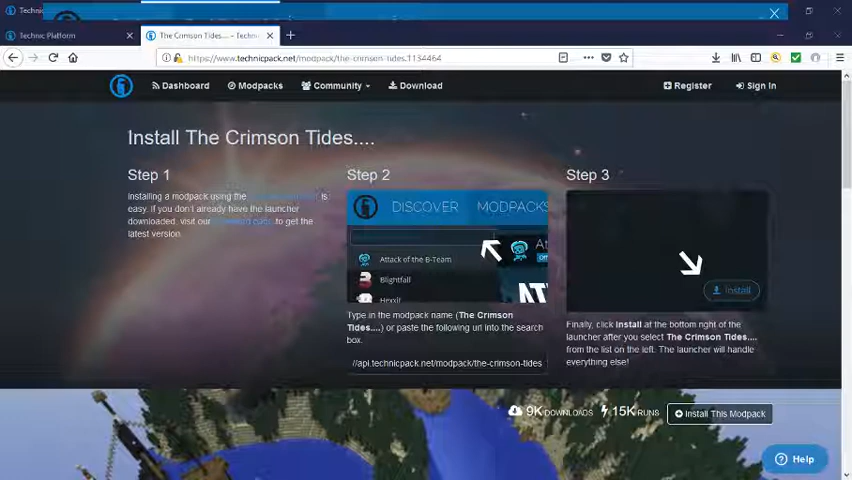 Technic
Technic Platform
The Crimson Tides.... – Techn
https://www.technicpack.net/modpack/the-crimson-tides.1134464
Dashboard Modpacks Community Download Register Sign In
Install The Crimson Tides....
Step 1
Installing a modpack using the is
easy. If you don't already have the launcher
downloaded, visit our to get the
latest version.
Step 2
DISCOVER MODPACKS
Attack of the B-Team
Blightfall
Hexxit
Type in the modpack name (The Crimson
Tides....) or paste the following url into the search
box.
//api.technicpack.net/modpack/the-crimson-tides
Step 3
Install
Finally, click Install at the bottom right of the
launcher after you select The Crimson Tides....
from the list on the left. The launcher will handle
everything else!
9K DOWNLOADS 15K RUNS Install This Modpack
Help